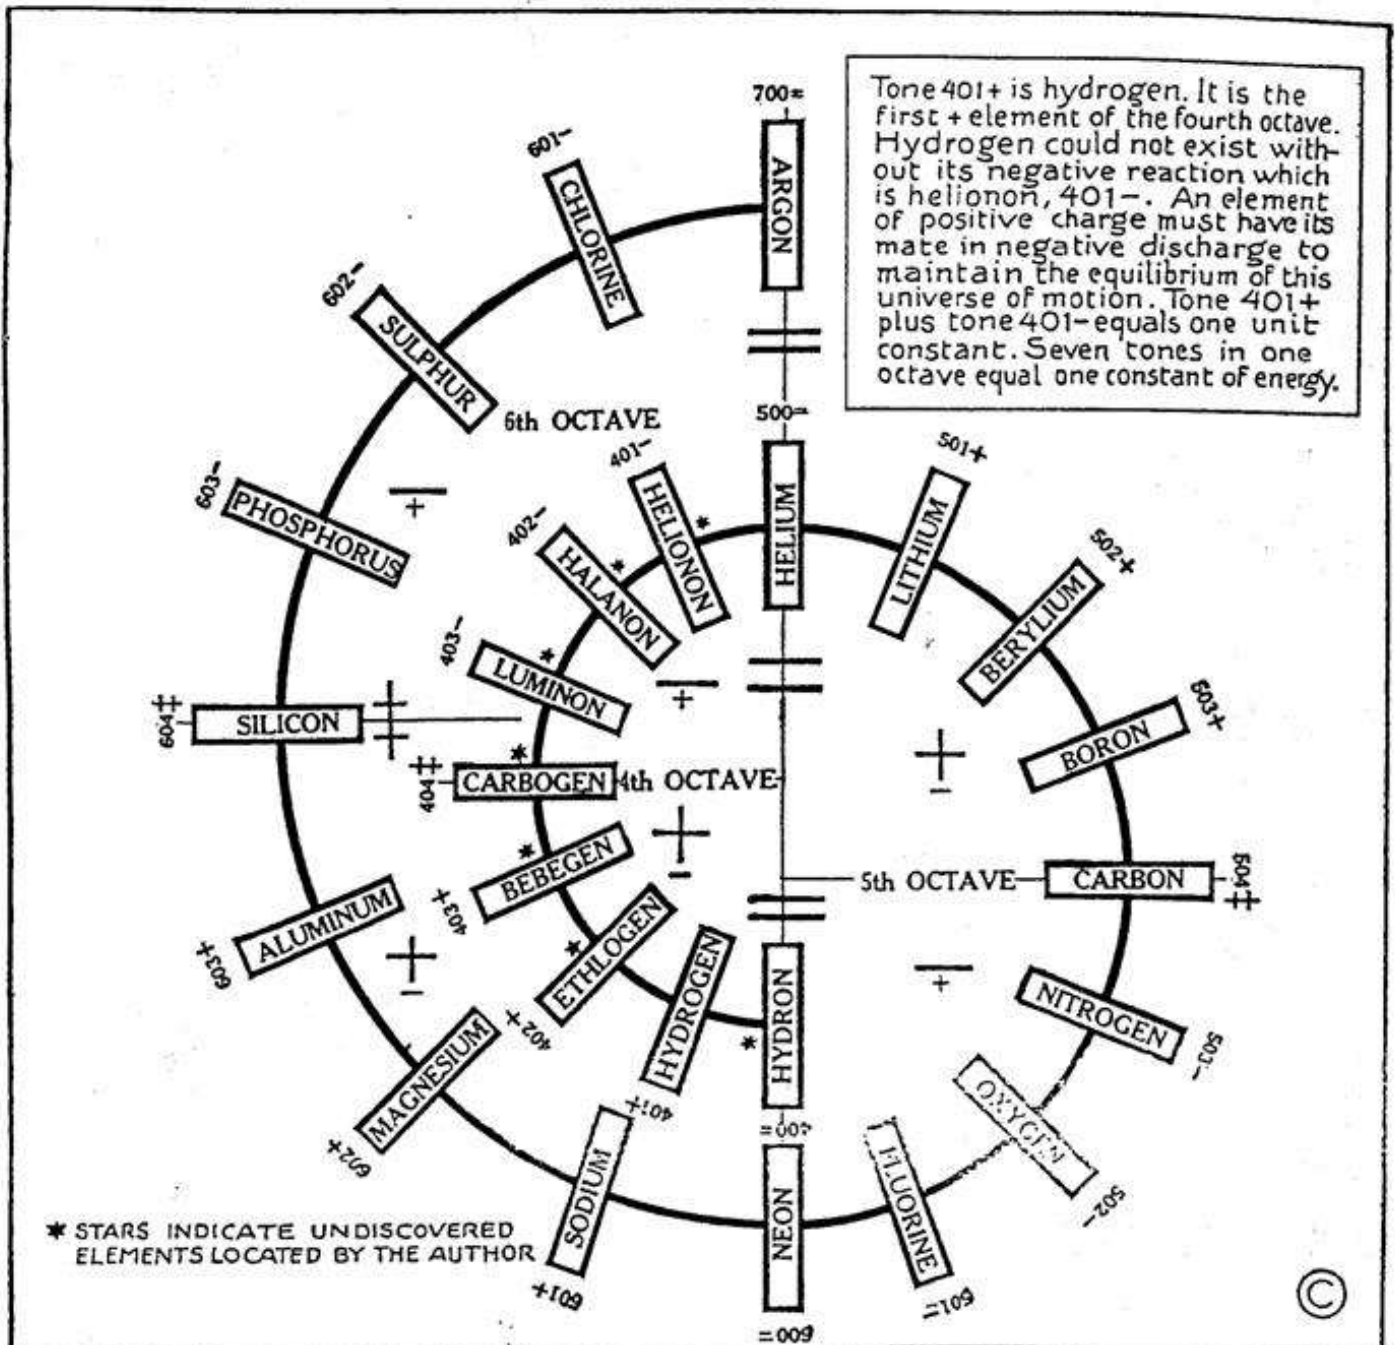 700=
ARGON
Tone 401+ is hydrogen. It is the
first + element of the fourth octave.
Hydrogen could not exist with-
out its negative reaction which
is helionon, 401-. An element
of positive charge must have its
mate in negative discharge to
maintain the equilibrium of this
universe of motion. Tone 401+
plus tone 401- equals one unit
constant. Seven tones in one
octave equal one constant of energy.
601-
CHLORINE
602-
SULPHUR
6th OCTAVE
603-
PHOSPHORUS
604‡
SILICON
603+
ALUMINUM
602+
MAGNESIUM
601+
SODIUM
600=
NEON
601=
FLUORINE
502-
OXYGEN
503-
NITROGEN
504‡
CARBON
5th OCTAVE
503+
BORON
502+
BERYLIUM
501+
LITHIUM
500=
HELIUM
401-
HELIONON *
402-
HALANON *
403-
LUMINON *
404‡
CARBOGEN *
4th OCTAVE
403+
BEBEGEN *
402+
ETHLOGEN *
401+
HYDROGEN
400=
HYDRON *
+
-
+
-
+
-
+
-
+
-
+
-
* STARS INDICATE UNDISCOVERED
ELEMENTS LOCATED BY THE AUTHOR
©